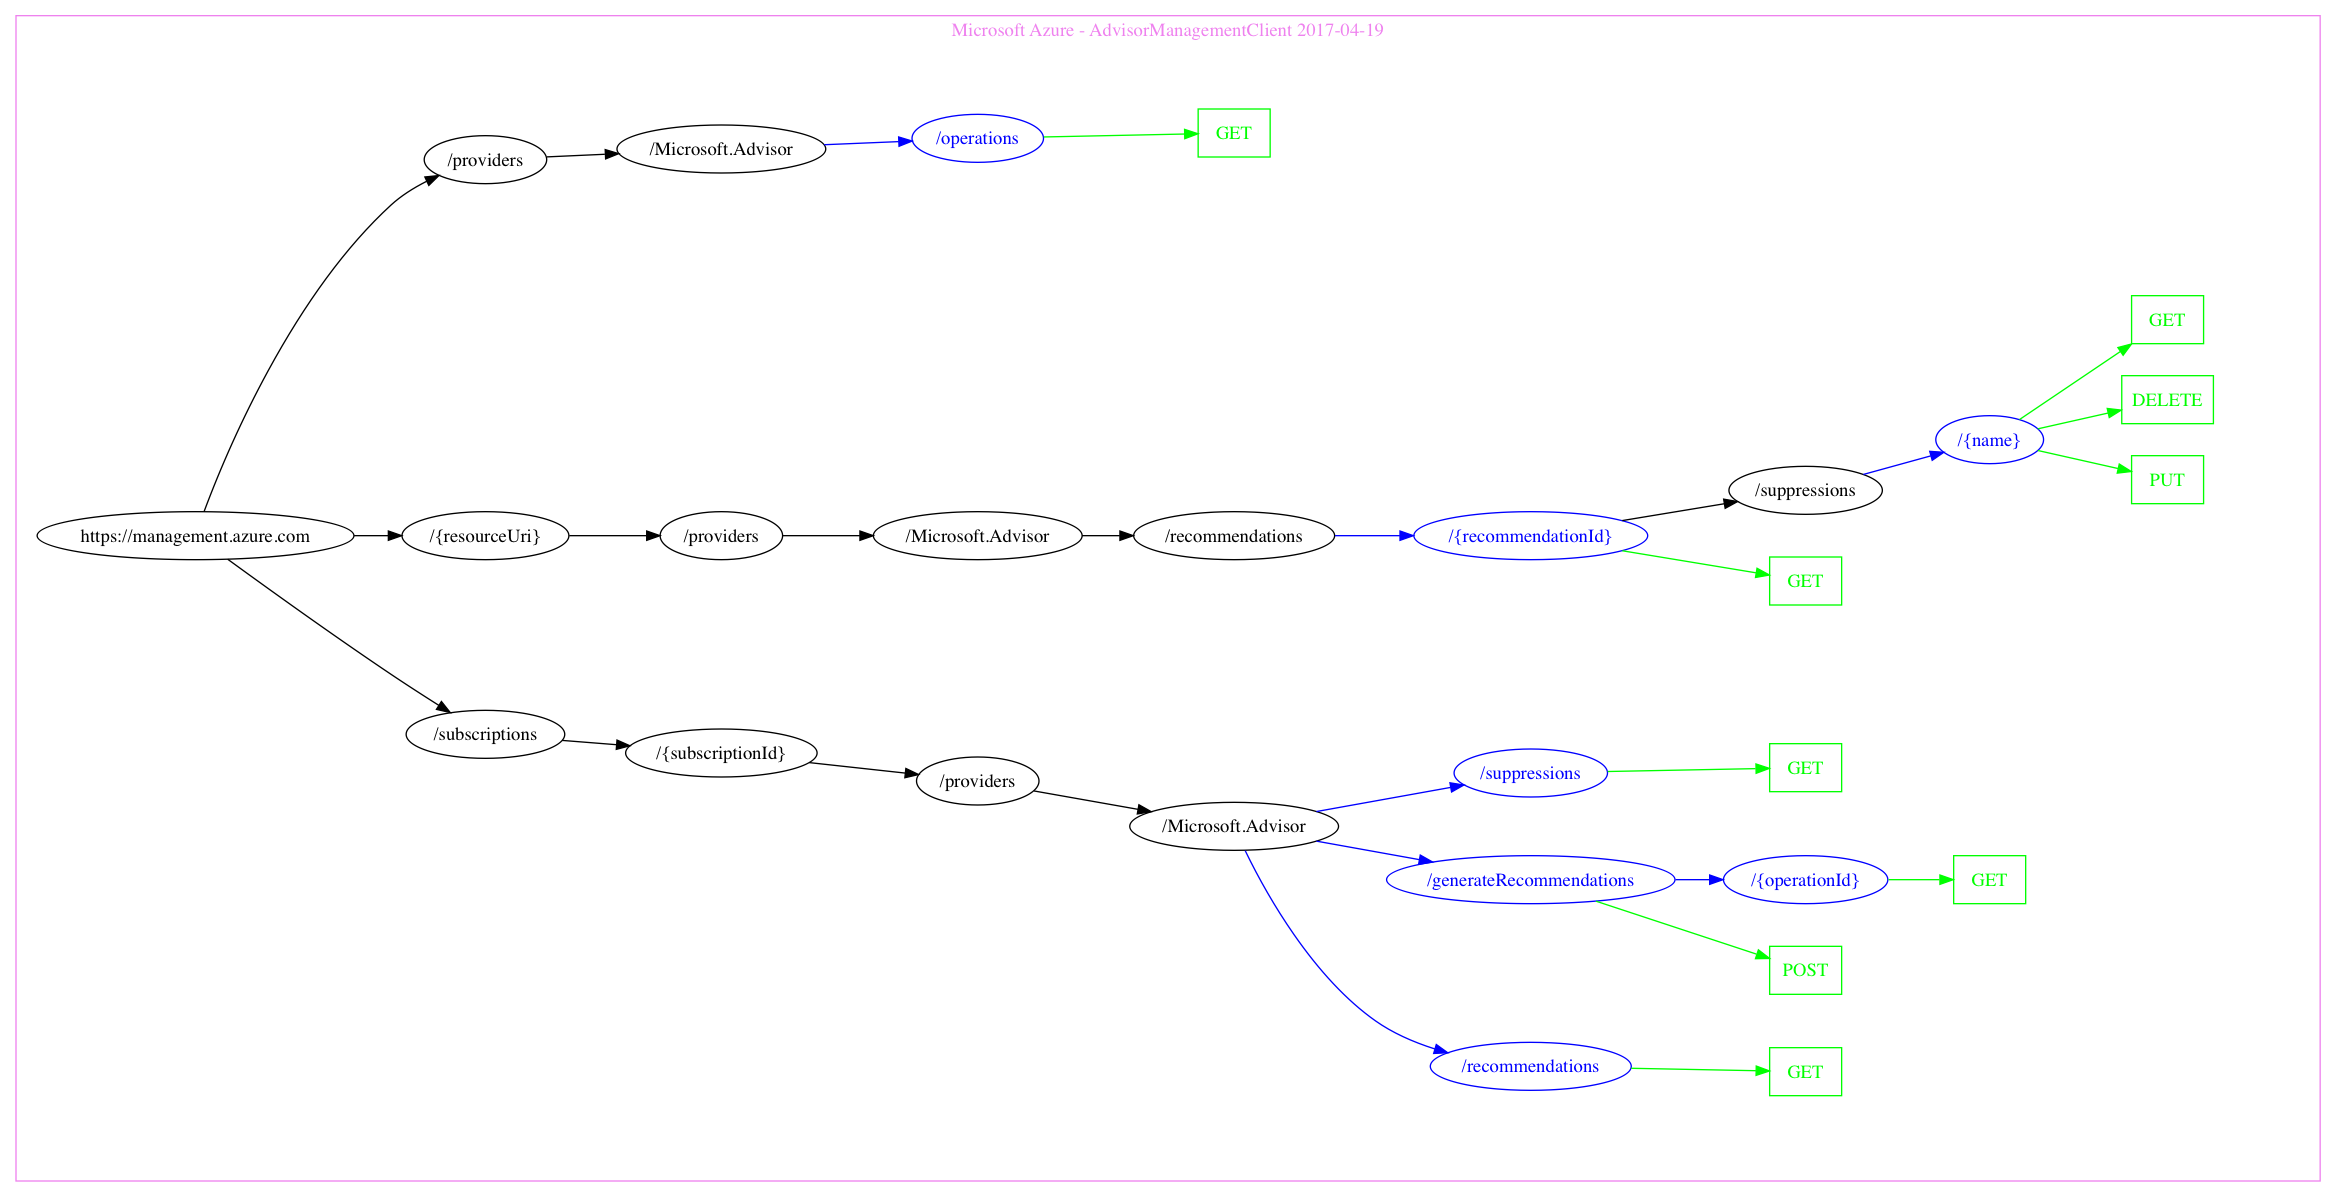 Microsoft Azure - AdvisorManagementClient 2017-04-19
/providers
/Microsoft.Advisor
/operations
GET
https://management.azure.com
/{resourceUri}
/providers
/Microsoft.Advisor
/recommendations
/{recommendationId}
/suppressions
/{name}
GET
DELETE
PUT
GET
/subscriptions
/{subscriptionId}
/providers
/Microsoft.Advisor
/suppressions
GET
/generateRecommendations
/{operationId}
GET
POST
/recommendations
GET